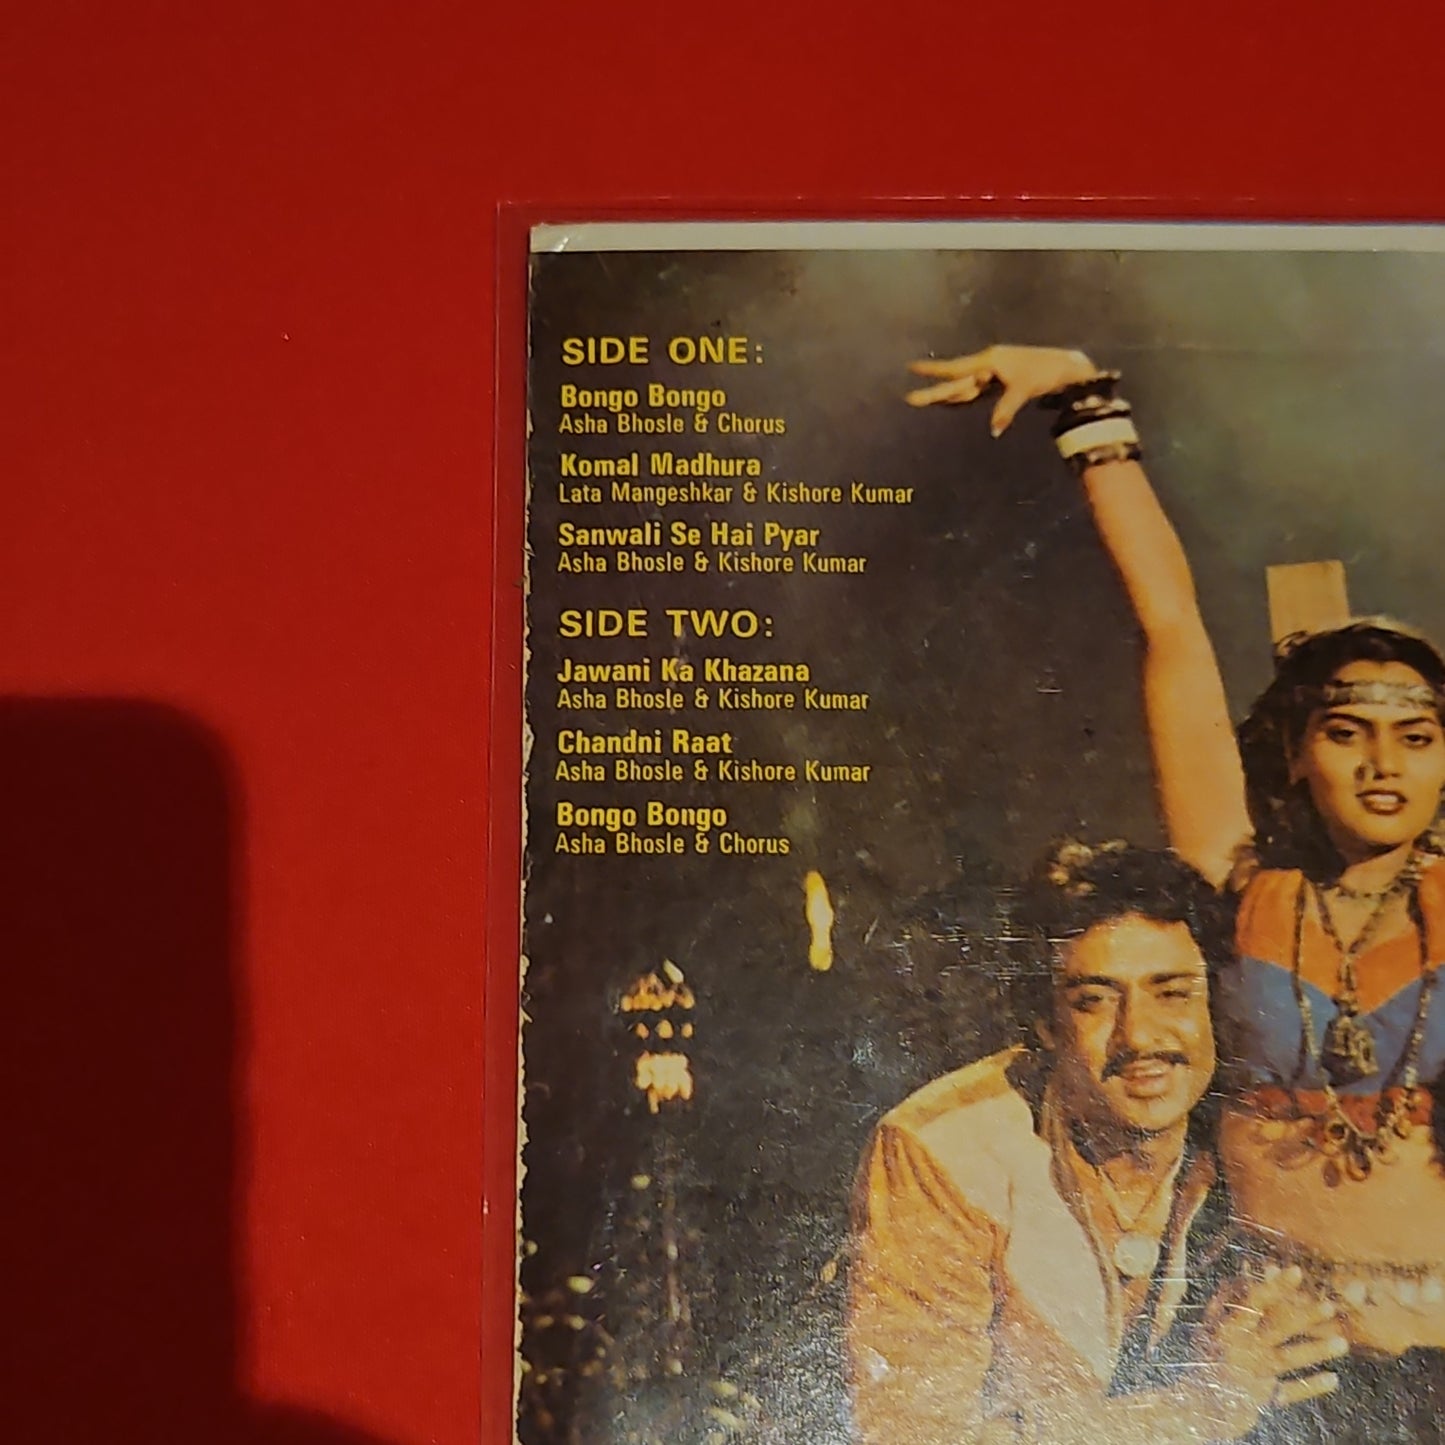 SIDE ONE:
Bongo Bongo
Asha Bhosle & Chorus
Komal Madhura
Lata Mangeshkar & Kishore Kumar
Sanwali Se Hai Pyar
Asha Bhosle & Kishore Kumar
SIDE TWO:
Jawani Ka Khazana
Asha Bhosle & Kishore Kumar
Chandni Raat
Asha Bhosle & Kishore Kumar
Bongo Bongo
Asha Bhosle & Chorus